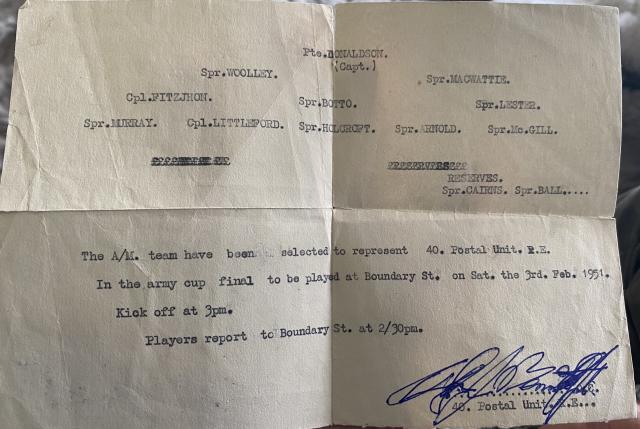 Pte.DONALDSON.
(Capt.)
Spr.WOOLLEY. Spr.MACWATTIE.
Cpl.FITZJHON. Spr.BOTTO. Spr.LESTER.
Spr.MURRAY. Cpl.LITTLEFORD. Spr.HOLCROFT. Spr.ARNOLD. Spr.Mc.GILL.
RESERVES.
Spr.CAIRNS. Spr.BALL....
The A/M. team have been selected to represent 40. Postal Unit. R.E.
In the army cup final to be played at Boundary St. on Sat. the 3rd. Feb. 1951.
Kick off at 3pm.
Players report to Boundary St. at 2/30pm.
40. Postal Unit. R.E...